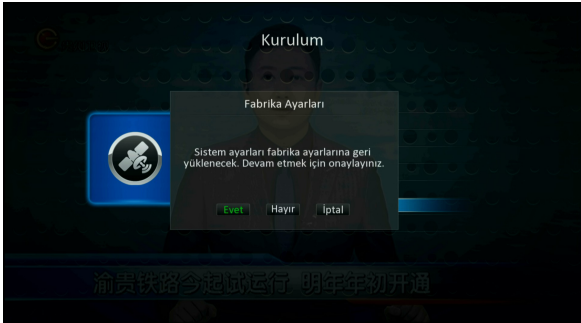 Kurulum
Fabrika Ayarları
Sistem ayarları fabrika ayarlarına geri
yüklenecek. Devam etmek için onaylayınız.
Evet Hayır İptal
渝贵铁路今起试运行 明年年初开通